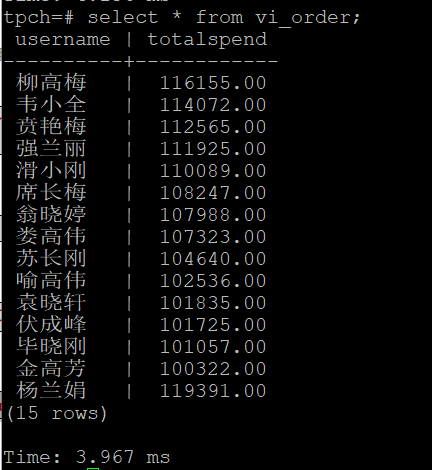 tpch=# select * from vi_order;
 username | totalspend
----------+------------
 柳高梅   |  116155.00
 韦小全   |  114072.00
 贲艳梅   |  112565.00
 强兰丽   |  111925.00
 滑小刚   |  110089.00
 席长梅   |  108247.00
 翁晓婷   |  107988.00
 娄高伟   |  107323.00
 苏长刚   |  104640.00
 喻高伟   |  102536.00
 袁晓轩   |  101835.00
 伏成峰   |  101725.00
 毕晓刚   |  101057.00
 金高芳   |  100322.00
 杨兰娟   |  119391.00
(15 rows)
Time: 3.967 ms